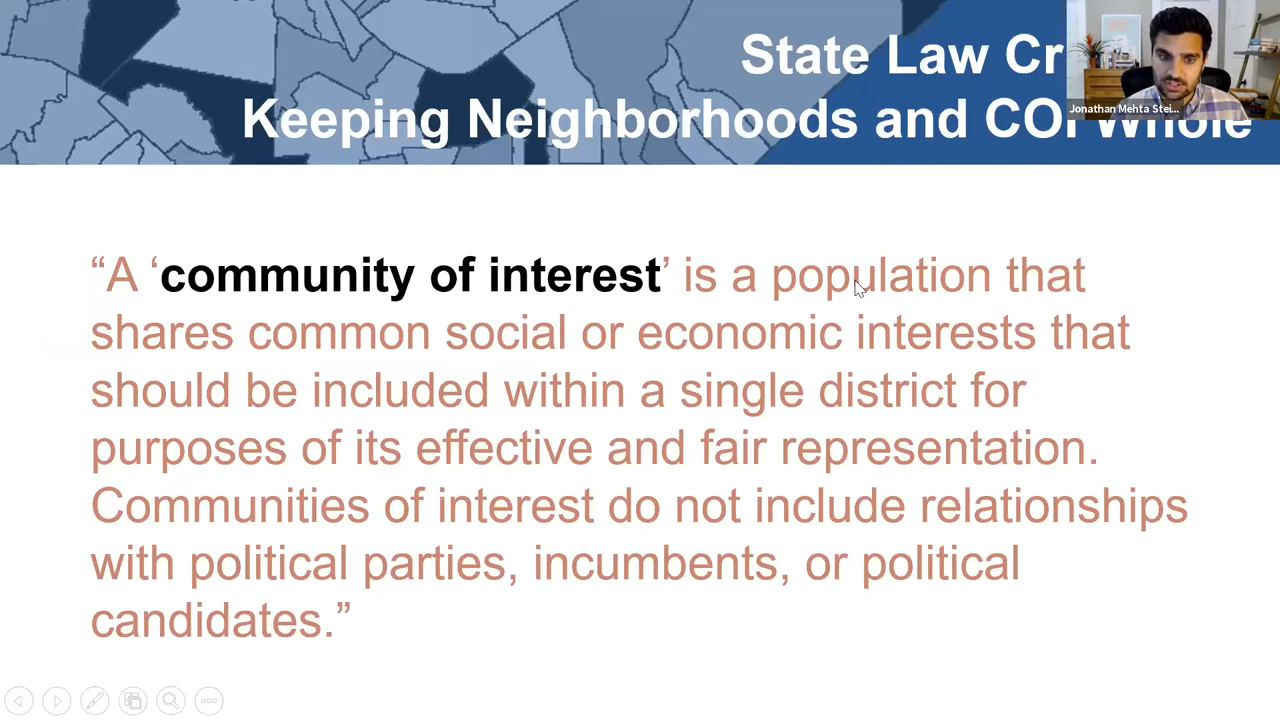 State Law Cr
Keeping Neighborhoods and COI Whole
Jonathan Mehta Stei...
“A ‘community of interest’ is a population that
shares common social or economic interests that
should be included within a single district for
purposes of its effective and fair representation.
Communities of interest do not include relationships
with political parties, incumbents, or political
candidates.”